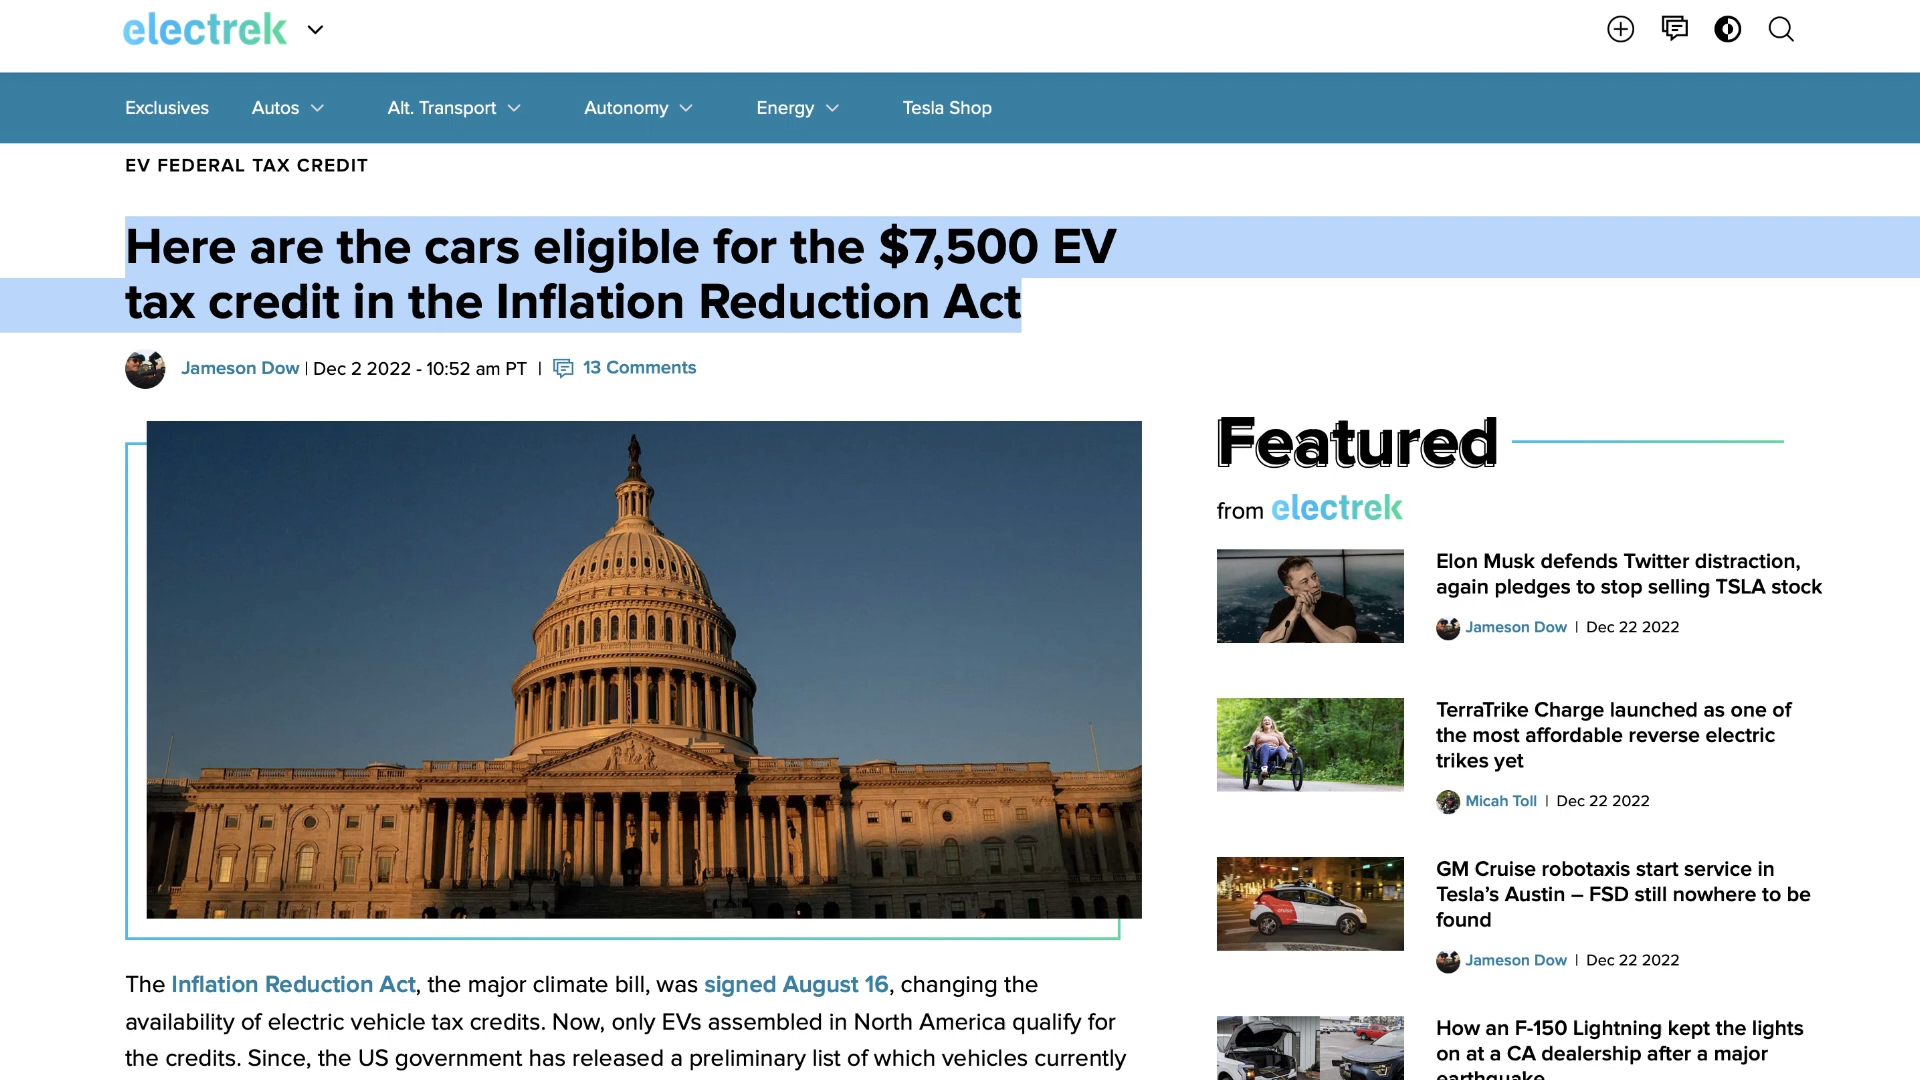 electrek
Exclusives
Autos
Alt. Transport
Autonomy
Energy
Tesla Shop
EV FEDERAL TAX CREDIT
Here are the cars eligible for the $7,500 EV
tax credit in the Inflation Reduction Act
Jameson Dow | Dec 2 2022 - 10:52 am PT | 13 Comments
The Inflation Reduction Act, the major climate bill, was signed August 16, changing the
availability of electric vehicle tax credits. Now, only EVs assembled in North America qualify for
the credits. Since, the US government has released a preliminary list of which vehicles currently
Featured
from electrek
Elon Musk defends Twitter distraction,
again pledges to stop selling TSLA stock
Jameson Dow | Dec 22 2022
TerraTrike Charge launched as one of
the most affordable reverse electric
trikes yet
Micah Toll | Dec 22 2022
GM Cruise robotaxis start service in
Tesla’s Austin – FSD still nowhere to be
found
Jameson Dow | Dec 22 2022
How an F-150 Lightning kept the lights
on at a CA dealership after a major
earthquake